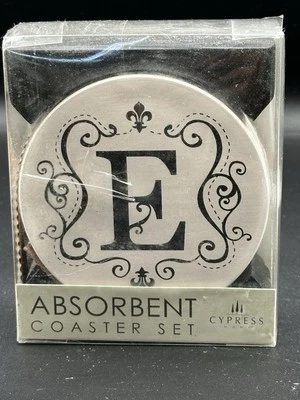 E
ABSORBENT
COASTER SET
CYPRESS